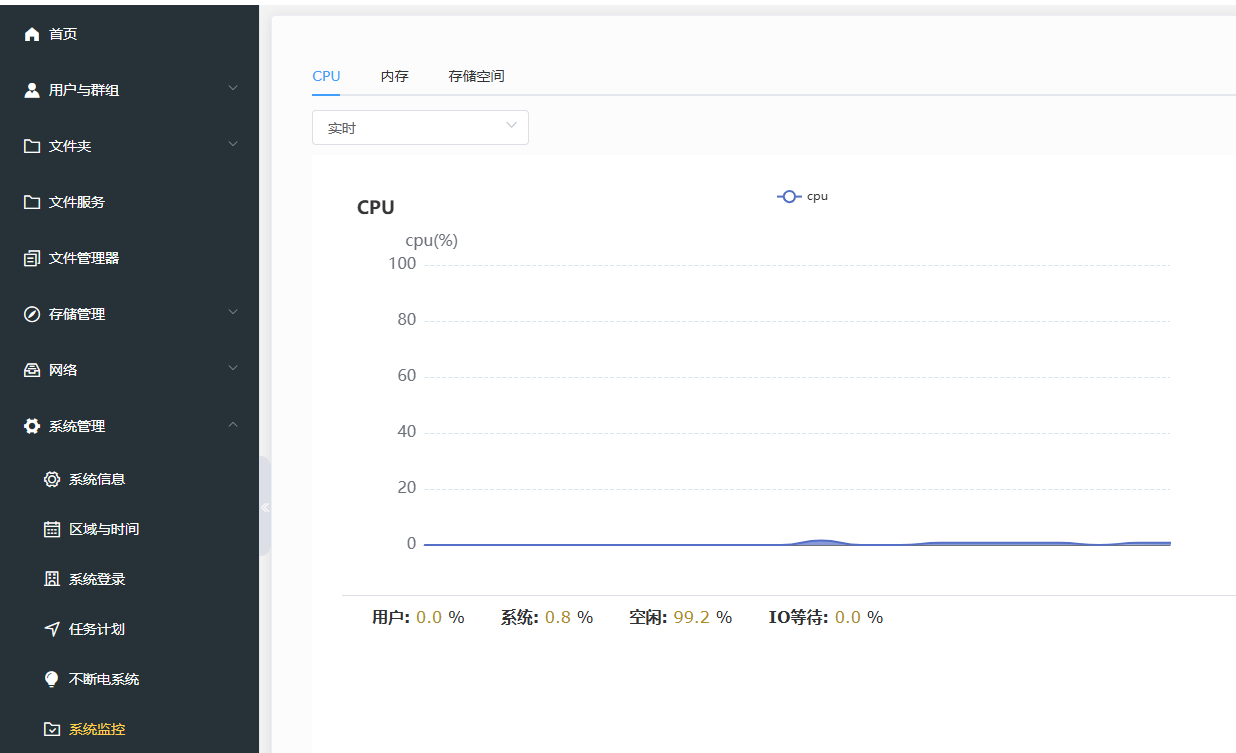 首页
用户与群组
文件夹
文件服务
文件管理器
存储管理
网络
系统管理
系统信息
区域与时间
系统登录
任务计划
不断电系统
系统监控
CPU 内存 存储空间
实时
CPU
cpu
cpu(%)
100
80
60
40
20
0
用户: 0.0 % 系统: 0.8 % 空闲: 99.2 % IO等待: 0.0 %